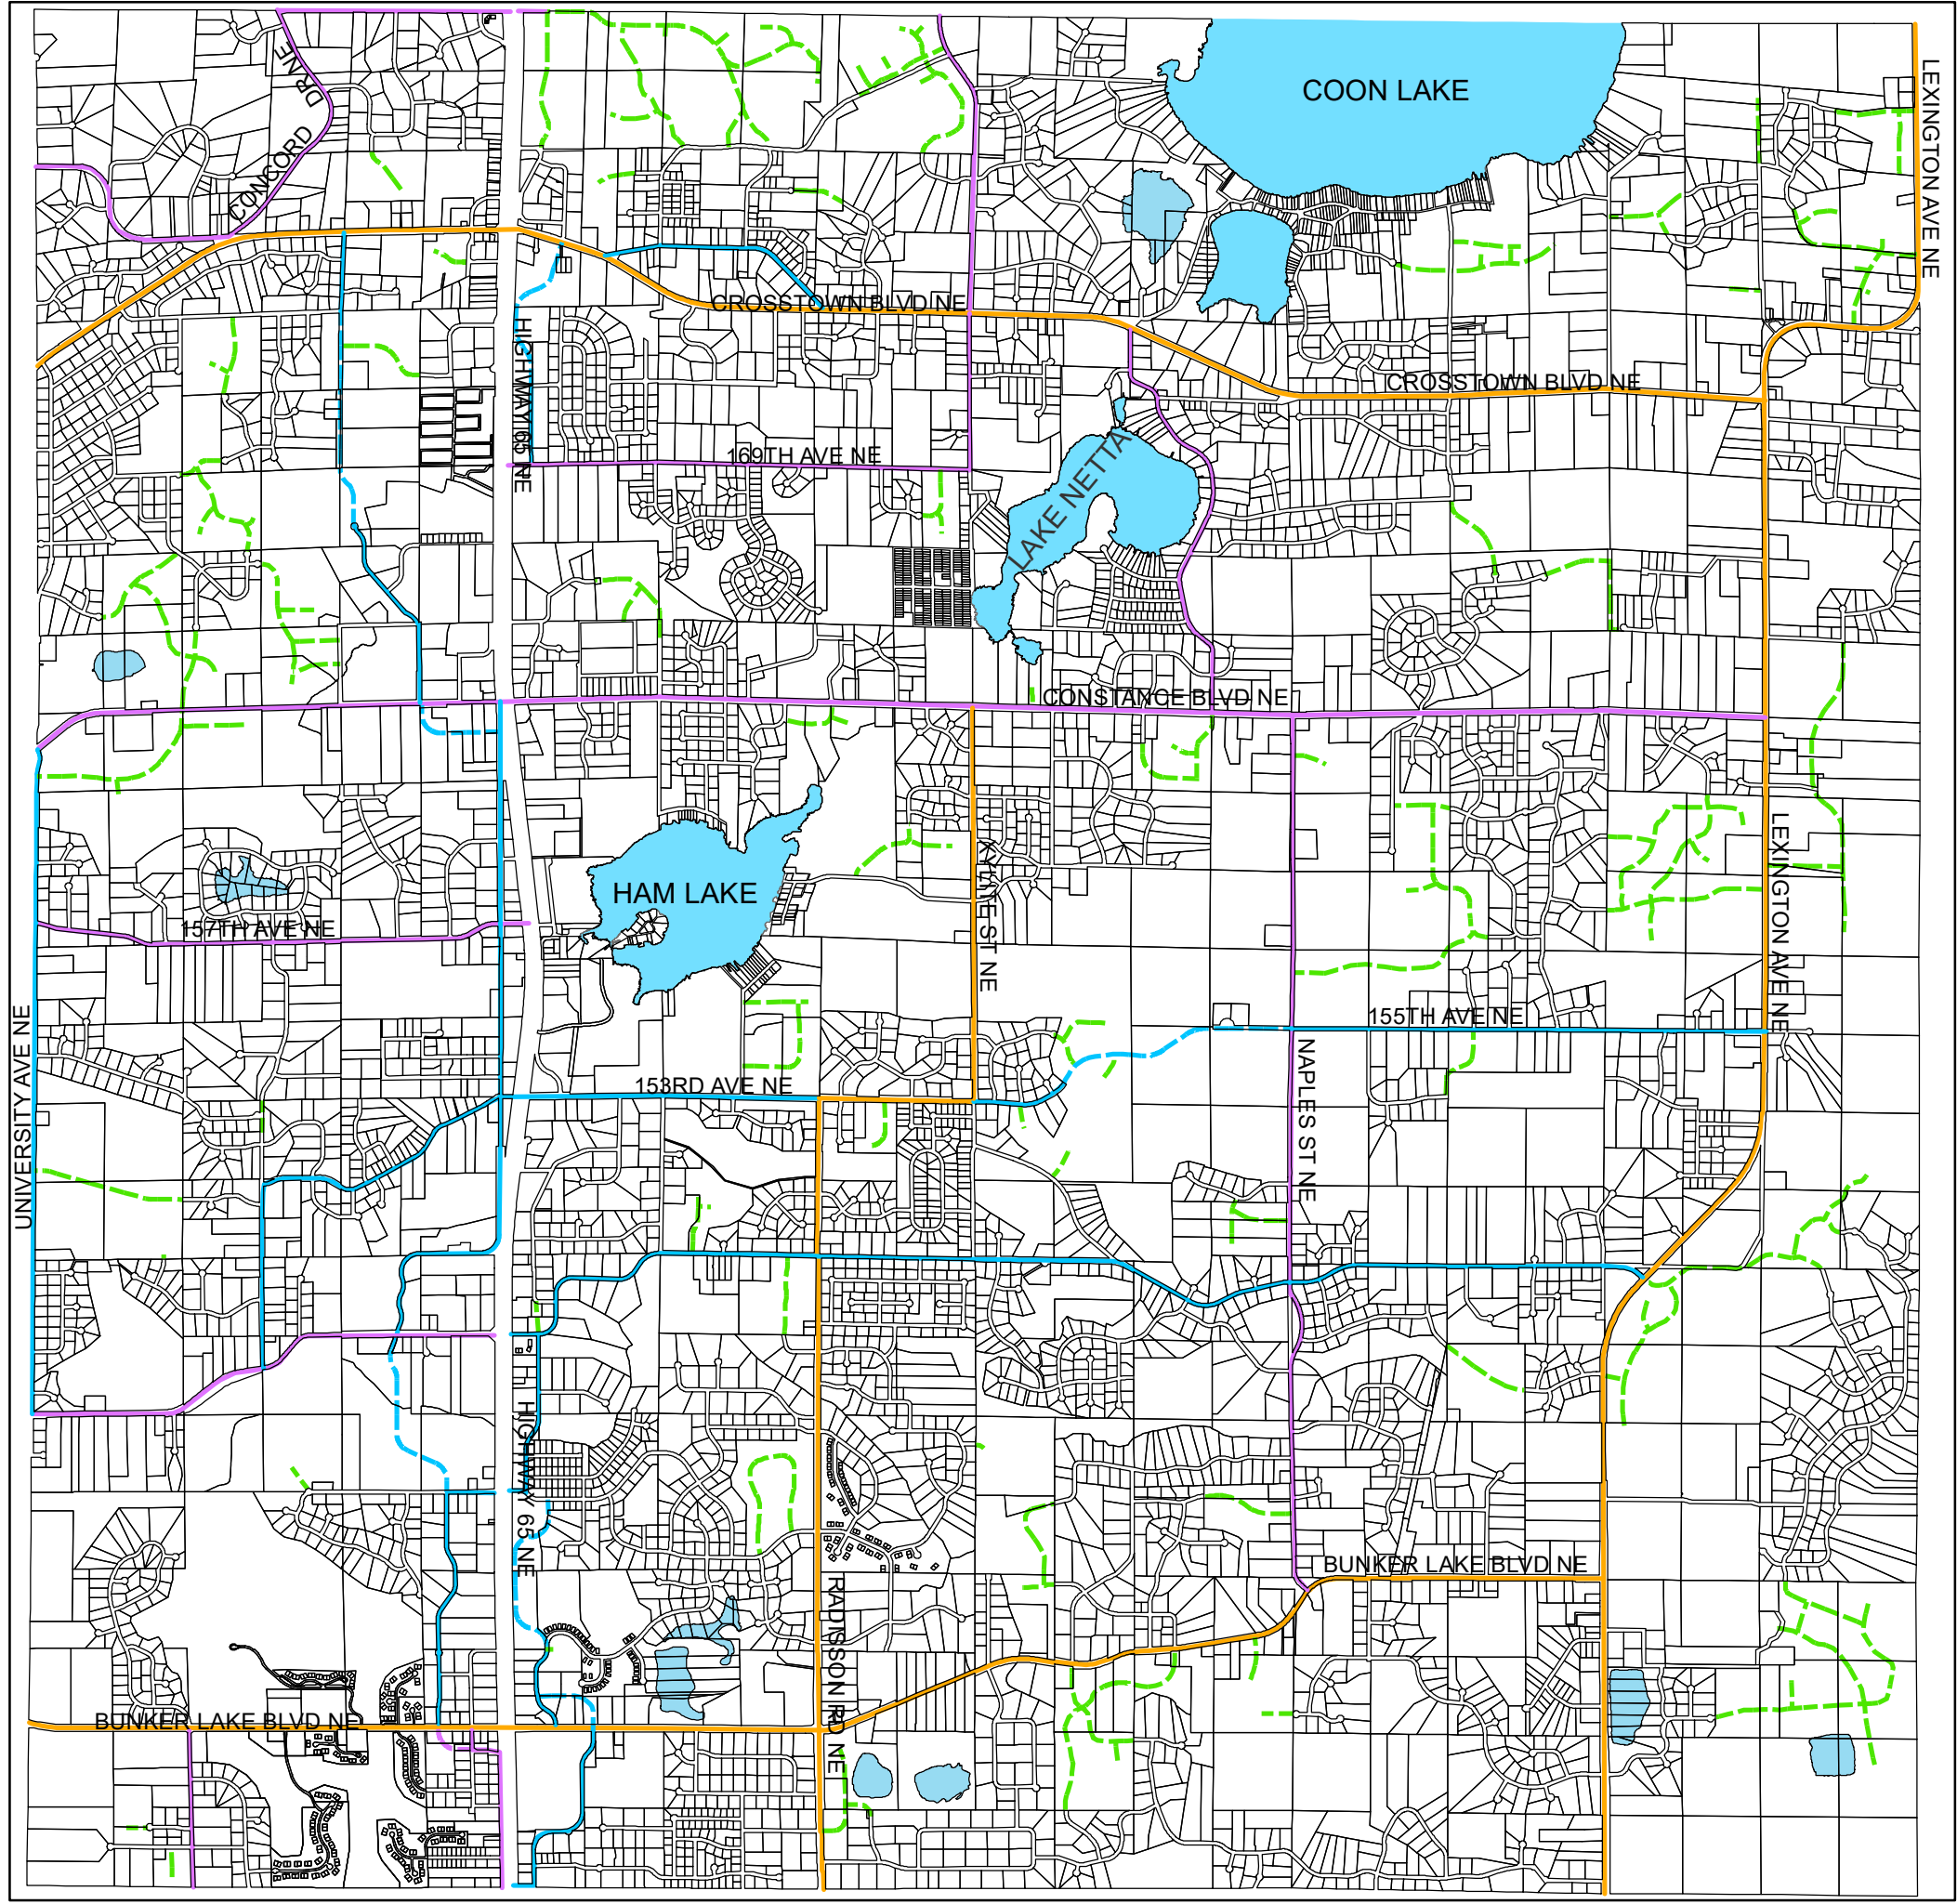 COON LAKE
LEXINGTON AVE NE
CONCORD DR NE
CROSSTOWN BLVD NE
HIGHWAY 65 NE
CROSSTOWN BLVD NE
169TH AVE NE
LAKE NETTA
CONSTANCE BLVD NE
HAM LAKE
XYLITE ST NE
LEXINGTON AVE NE
157TH AVE NE
UNIVERSITY AVE NE
155TH AVE NE
NAPLES ST NE
153RD AVE NE
HIGHWAY 65 NE
BUNKER LAKE BLVD NE
RADISSON RD NE
BUNKER LAKE BLVD NE